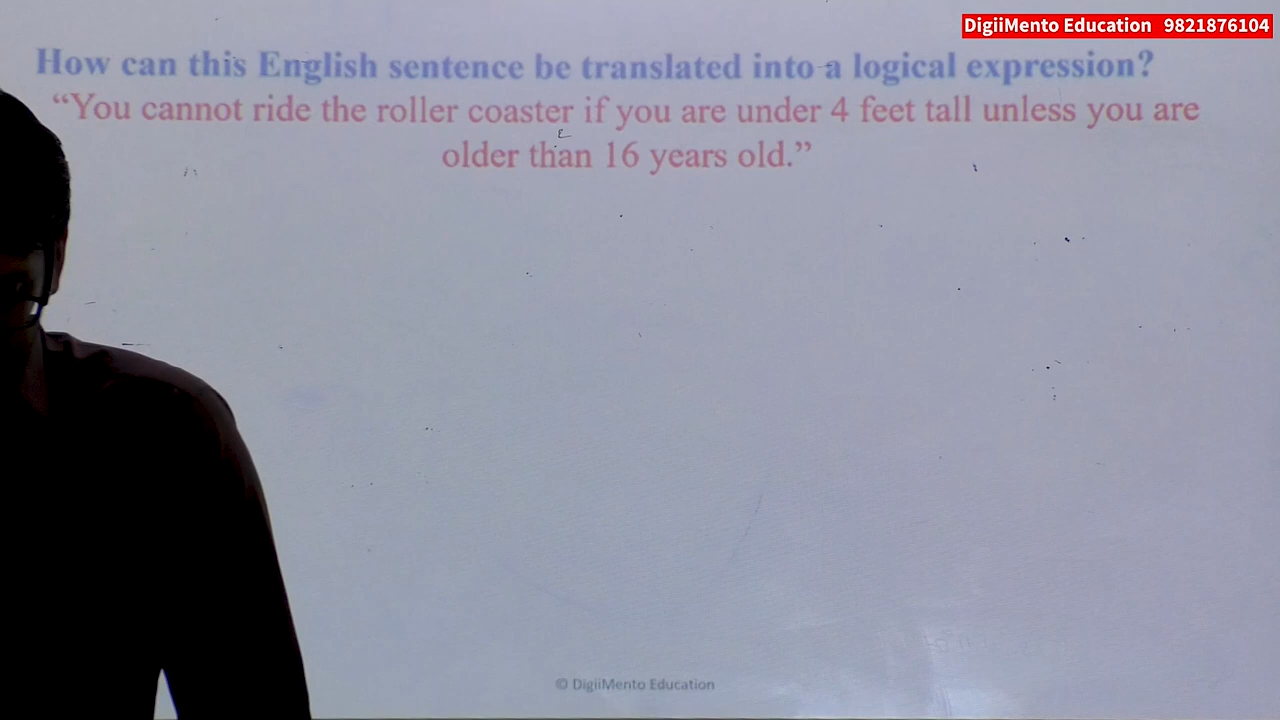 DigiiMento Education 9821876104
How can this English sentence be translated into a logical expression?
“You cannot ride the roller coaster if you are under 4 feet tall unless you are
older than 16 years old.”
© DigiiMento Education